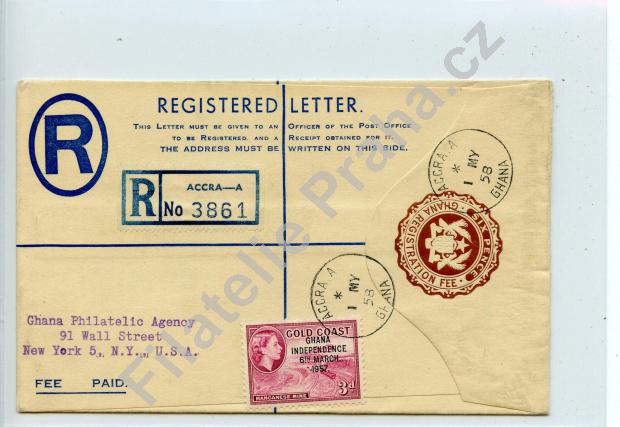 REGISTERED LETTER.
THIS LETTER MUST BE GIVEN TO AN OFFICER OF THE POST OFFICE
TO BE REGISTERED, AND A RECEIPT OBTAINED FOR IT.
THE ADDRESS MUST BE WRITTEN ON THIS SIDE.
R
R
ACCRA—A
No 3861
ACCRA. A
*
1 MY
58
GHANA
SIX PENCE
GHANA REGISTRATION FEE
ACCRA. A
*
1 MY
58
GHANA
Ghana Philatelic Agency
91 Wall Street
New York 5, N.Y., U.S.A.
FEE PAID.
GOLD COAST
GHANA
INDEPENDENCE
6TH MARCH
1957
3d
MANGANESE MINE
Filatelie Praha.cz